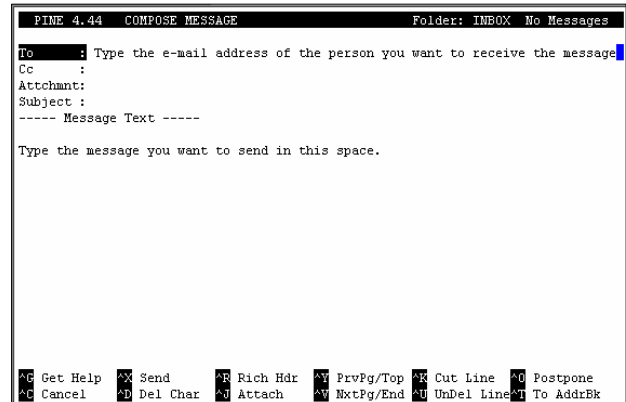 PINE 4.44 COMPOSE MESSAGE Folder: INBOX No Messages
To : Type the e-mail address of the person you want to receive the message
Cc :
Attchmnt:
Subject :
----- Message Text -----
Type the message you want to send in this space.
^G Get Help ^X Send ^R Rich Hdr ^Y PrvPg/Top ^K Cut Line ^O Postpone
^C Cancel ^D Del Char ^J Attach ^V NxtPg/End ^U UnDel Line ^T To AddrBk